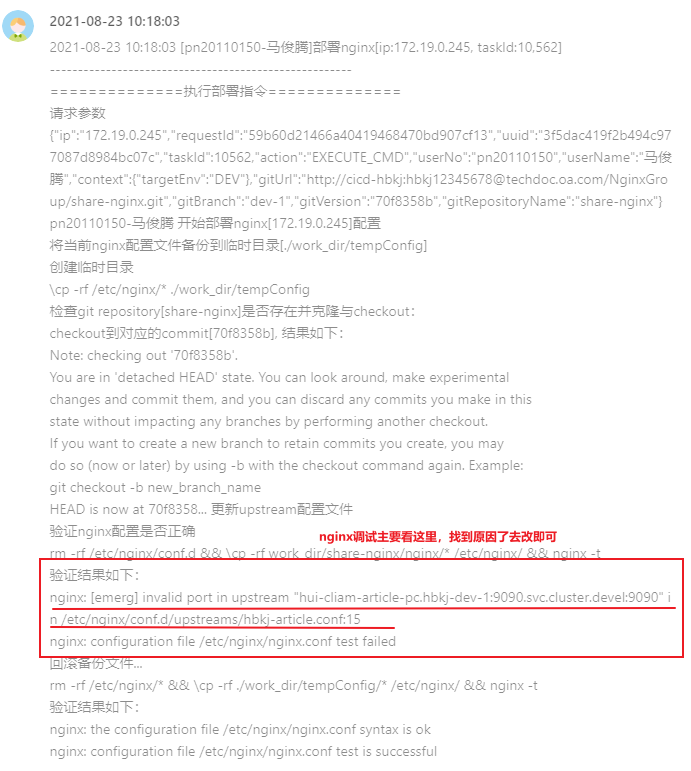 2021-08-23 10:18:03
2021-08-23 10:18:03 [pn20110150-马俊腾]部署nginx[ip:172.19.0.245, taskId:10,562]
------------------------------------------------------
==============执行部署指令==============
请求参数
{"ip":"172.19.0.245","requestId":"59b60d21466a40419468470bd907cf13","uuid":"3f5dac419f2b494c97
7087d8984bc07c","taskId":10562,"action":"EXECUTE_CMD","userNo":"pn20110150","userName":"马俊
腾","context":{"targetEnv":"DEV"},"gitUrl":"http://cicd-hbkj:hbkj12345678@techdoc.oa.com/NginxGro
up/share-nginx.git","gitBranch":"dev-1","gitVersion":"70f8358b","gitRepositoryName":"share-nginx"}
pn20110150-马俊腾 开始部署nginx[172.19.0.245]配置
将当前nginx配置文件备份到临时目录[./work_dir/tempConfig]
创建临时目录
\cp -rf /etc/nginx/* ./work_dir/tempConfig
检查git repository[share-nginx]是否存在并克隆与checkout：
checkout到对应的commit[70f8358b], 结果如下：
Note: checking out '70f8358b'.
You are in 'detached HEAD' state. You can look around, make experimental
changes and commit them, and you can discard any commits you make in this
state without impacting any branches by performing another checkout.
If you want to create a new branch to retain commits you create, you may
do so (now or later) by using -b with the checkout command again. Example:
git checkout -b new_branch_name
HEAD is now at 70f8358... 更新upstream配置文件
验证nginx配置是否正确
nginx调试主要看这里，找到原因了去改即可
rm -rf /etc/nginx/conf.d && \cp -rf work_dir/share-nginx/nginx/* /etc/nginx/ && nginx -t
验证结果如下：
nginx: [emerg] invalid port in upstream "hui-cliam-article-pc.hbkj-dev-1:9090.svc.cluster.devel:9090" i
n /etc/nginx/conf.d/upstreams/hbkj-article.conf:15
nginx: configuration file /etc/nginx/nginx.conf test failed
回滚备份文件...
rm -rf /etc/nginx/* && \cp -rf ./work_dir/tempConfig/* /etc/nginx/ && nginx -t
验证结果如下：
nginx: the configuration file /etc/nginx/nginx.conf syntax is ok
nginx: configuration file /etc/nginx/nginx.conf test is successful